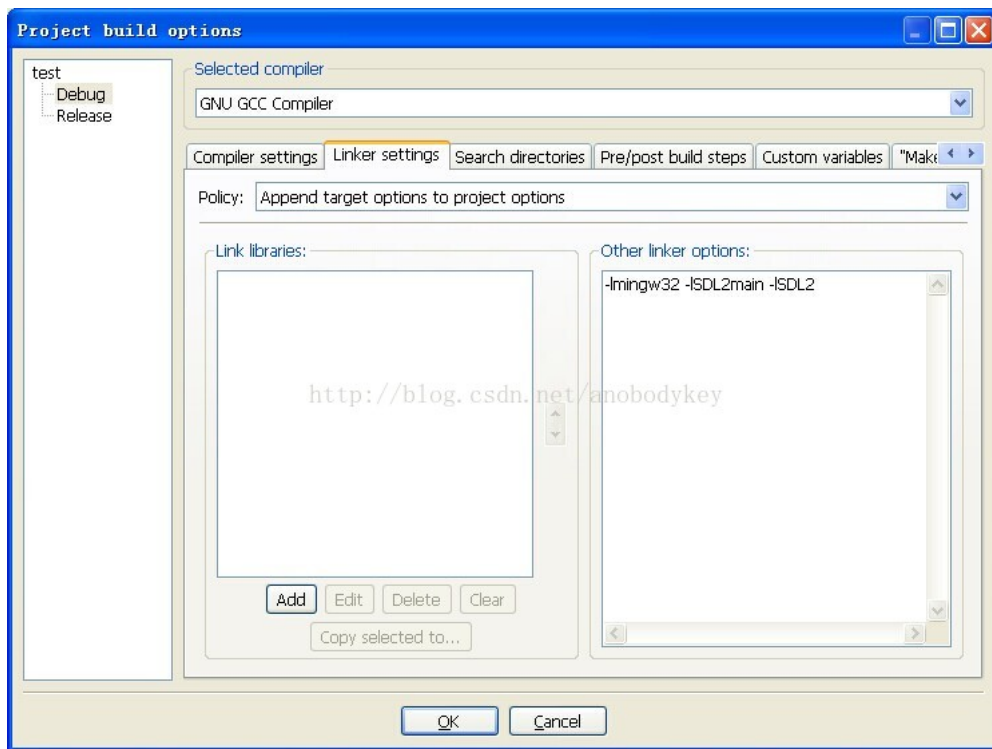 Project build options
test
Debug
Release
Selected compiler
GNU GCC Compiler
Compiler settings
Linker settings
Search directories
Pre/post build steps
Custom variables
"Make
Policy:
Append target options to project options
Link libraries:
Other linker options:
-lmingw32 -lSDL2main -lSDL2
http://blog.csdn.net/anobodykey
Add
Edit
Delete
Clear
Copy selected to...
OK
Cancel